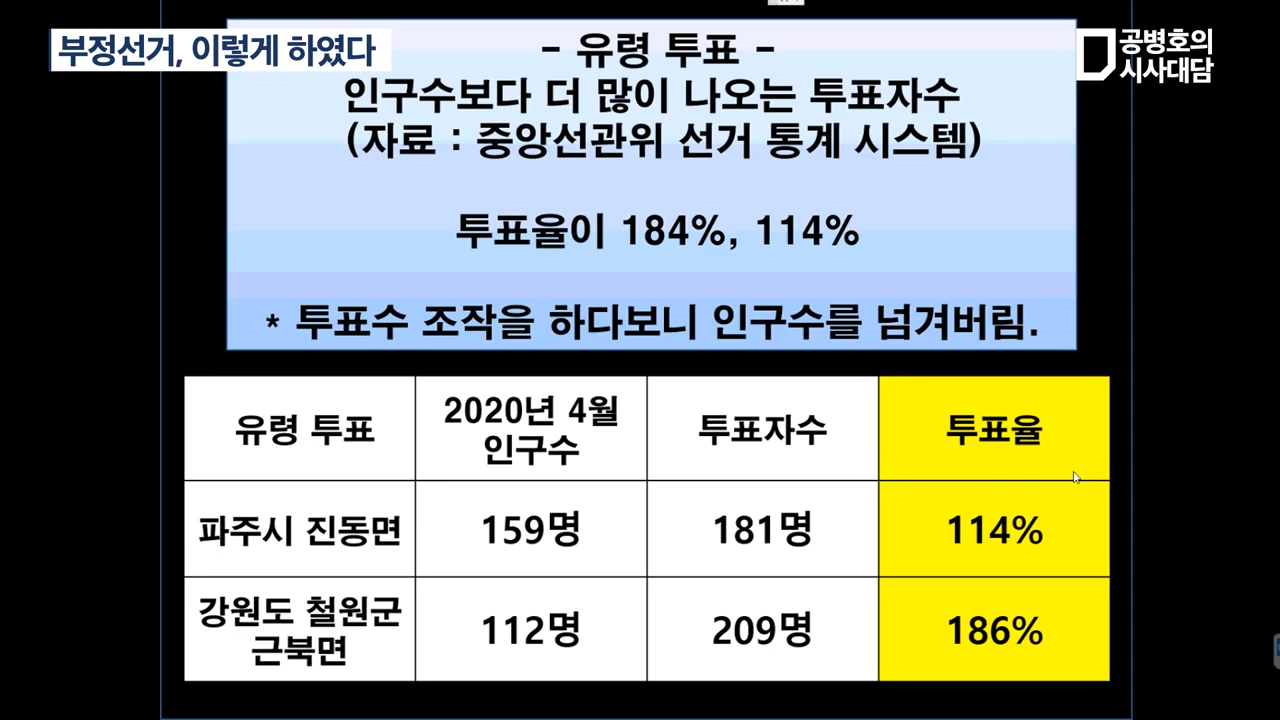 부정선거, 이렇게 하였다
공병호의
시사대담
- 유령 투표 -
인구수보다 더 많이 나오는 투표자수
(자료 : 중앙선관위 선거 통계 시스템)
투표율이 184%, 114%
* 투표수 조작을 하다보니 인구수를 넘겨버림.
유령 투표
2020년 4월
인구수
투표자수
투표율
파주시 진동면
159명
181명
114%
강원도 철원군
근북면
112명
209명
186%